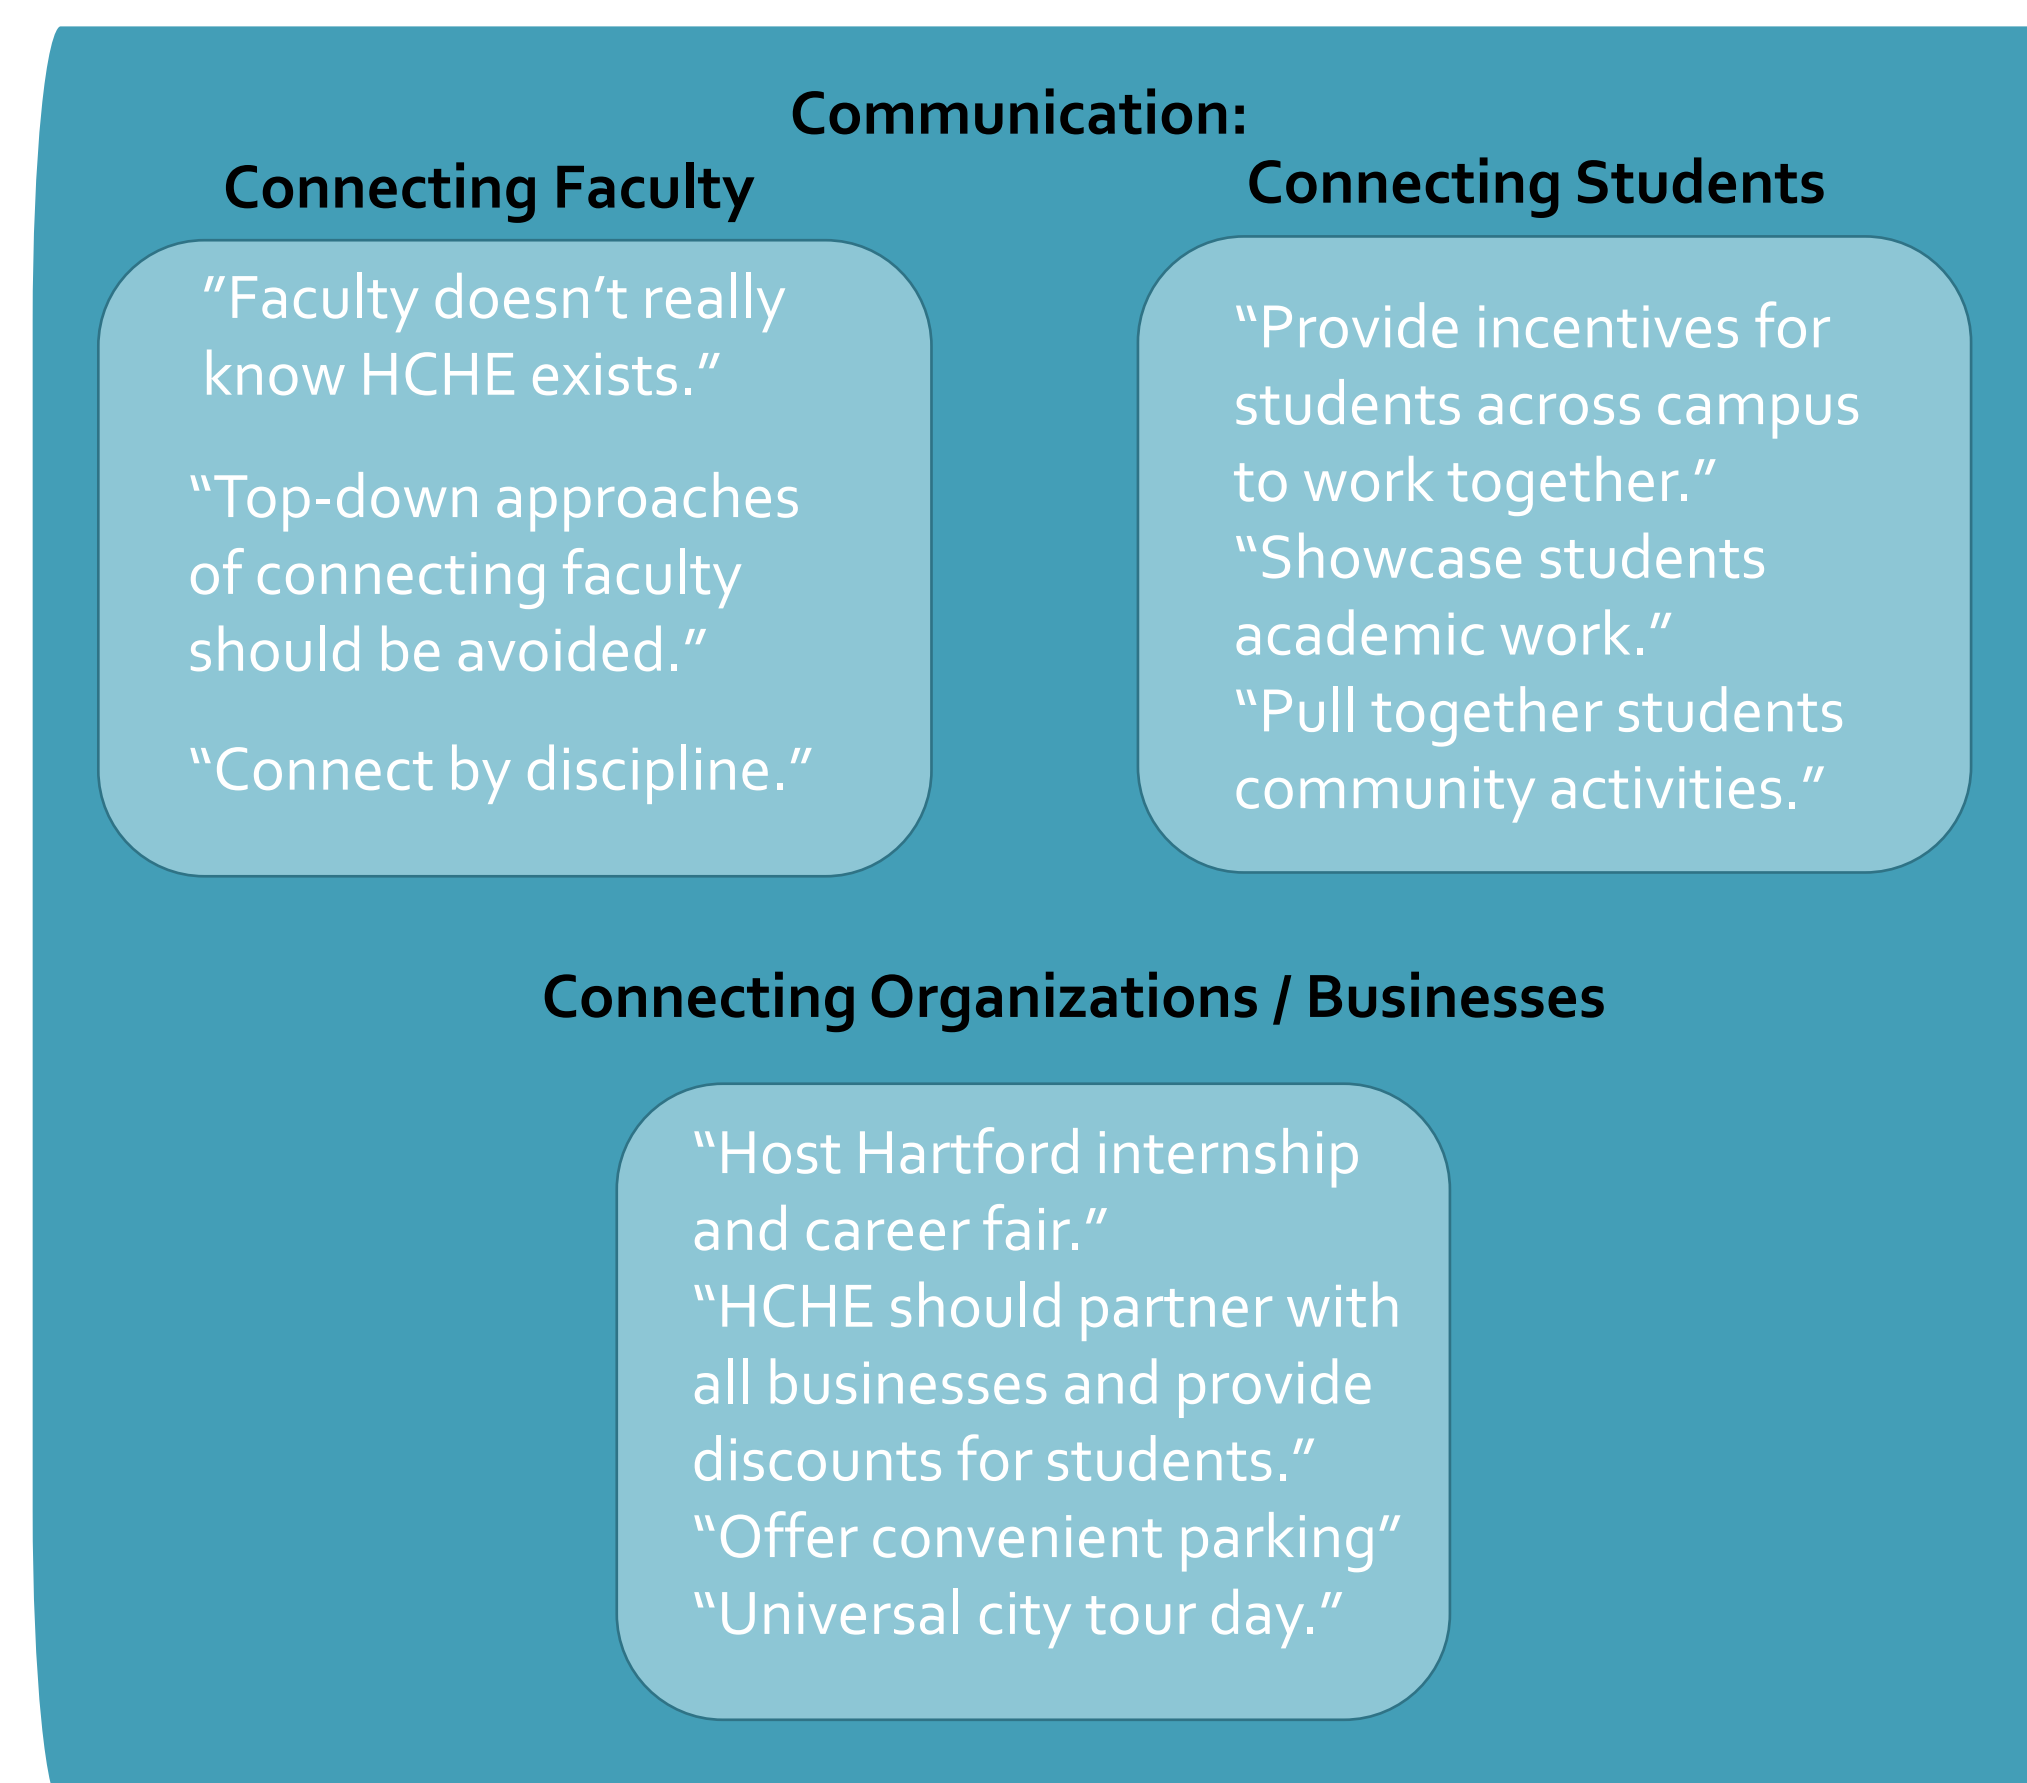 Communication:
Connecting Faculty
"Faculty doesn't really
know HCHE exists."
"Top-down approaches
of connecting faculty
should be avoided."
"Connect by discipline."
Connecting Students
"Provide incentives for
students across campus
to work together."
"Showcase students
academic work."
"Pull together students
community activities."
Connecting Organizations / Businesses
"Host Hartford internship
and career fair."
"HCHE should partner with
all businesses and provide
discounts for students."
"Offer convenient parking"
"Universal city tour day."